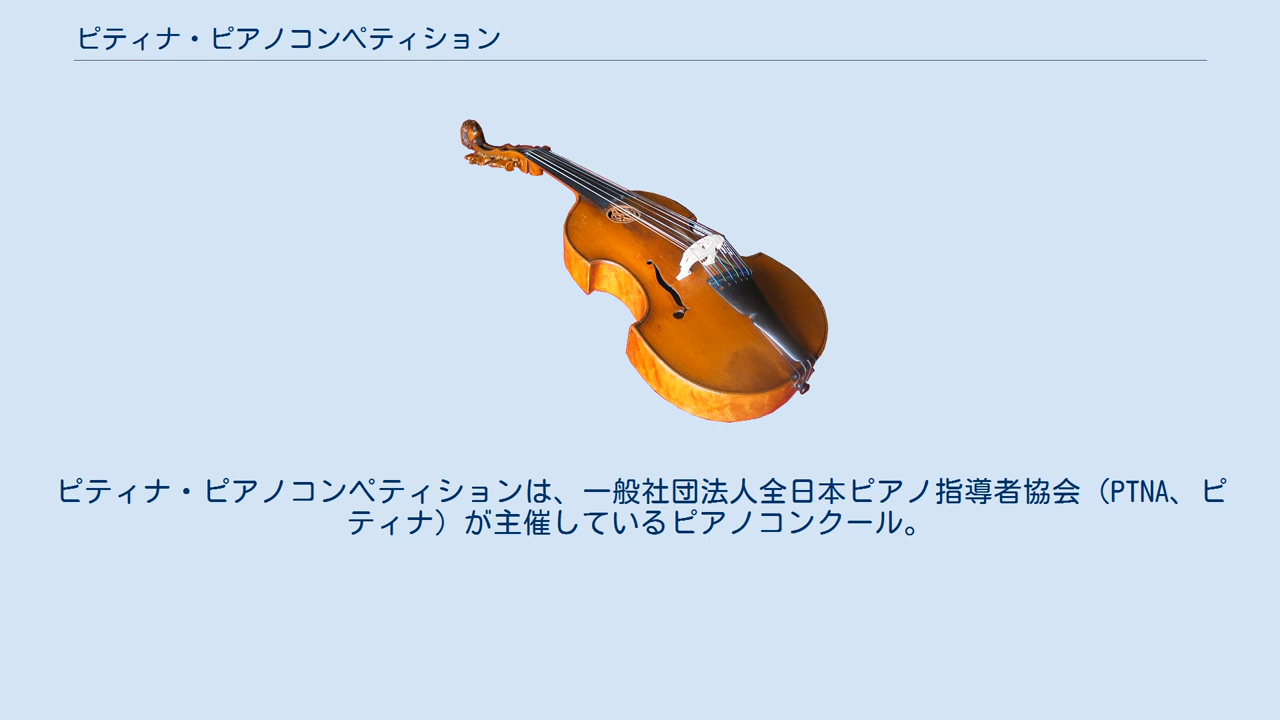 ピティナ・ピアノコンペティション
ピティナ・ピアノコンペティションは、一般社団法人全日本ピアノ指導者協会（PTNA、ピ
ティナ）が主催しているピアノコンクール。